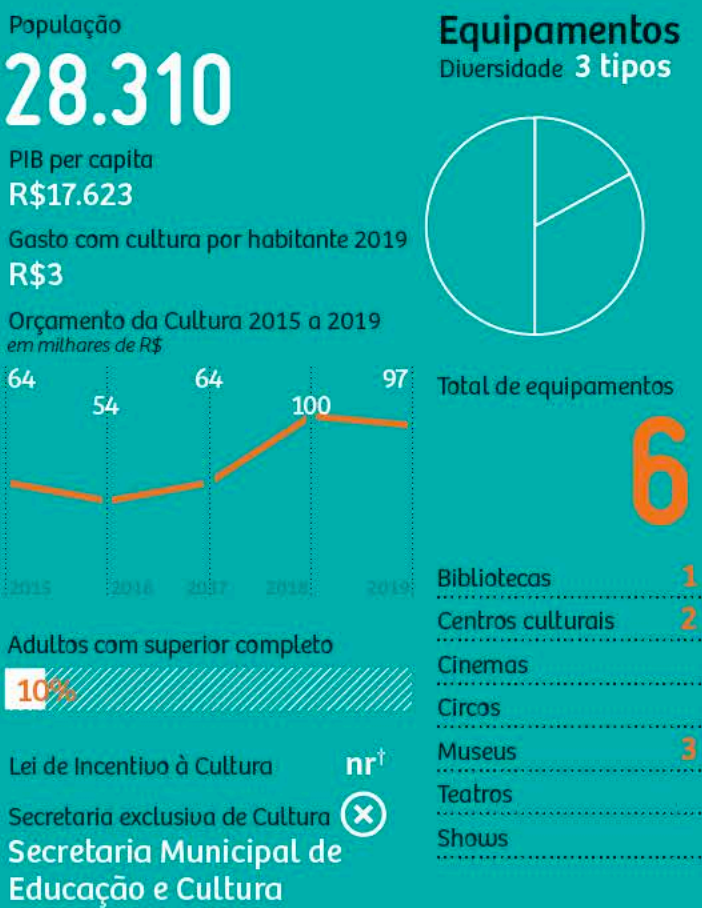 População
28.310
PIB per capita
R$17.623
Gasto com cultura por habitante 2019
R$3
Orçamento da Cultura 2015 a 2019
em milhares de R$
64
54
64
100
97
2015
2016
2017
2018
2019
Adultos com superior completo
10%
Lei de Incentivo à Cultura nr†
Secretaria exclusiva de Cultura
Secretaria Municipal de
Educação e Cultura
Equipamentos
Diversidade 3 tipos
Total de equipamentos
6
Bibliotecas 1
Centros culturais 2
Cinemas
Circos
Museus 3
Teatros
Shows